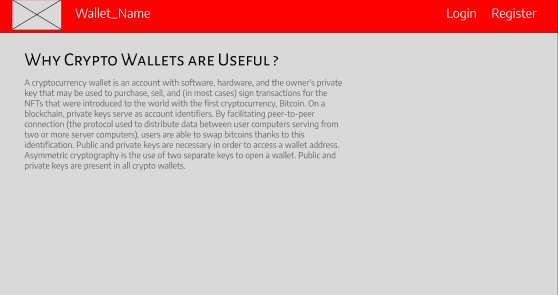 Wallet_Name
Login Register
Why Crypto Wallets are Useful ?
A cryptocurrency wallet is an account with software, hardware, and the owner's private
key that may be used to purchase, sell, and (in most cases) sign transactions for the
NFTs that were introduced to the world with the first cryptocurrency, Bitcoin. On a
blockchain, private keys serve as account identifiers. By facilitating peer-to-peer
connection (the protocol used to distribute data between user computers serving from
two or more server computers), users are able to swap bitcoins thanks to this
identification. Public and private keys are necessary in order to access a wallet address.
Asymmetric cryptography is the use of two separate keys to open a wallet. Public and
private keys are present in all crypto wallets.